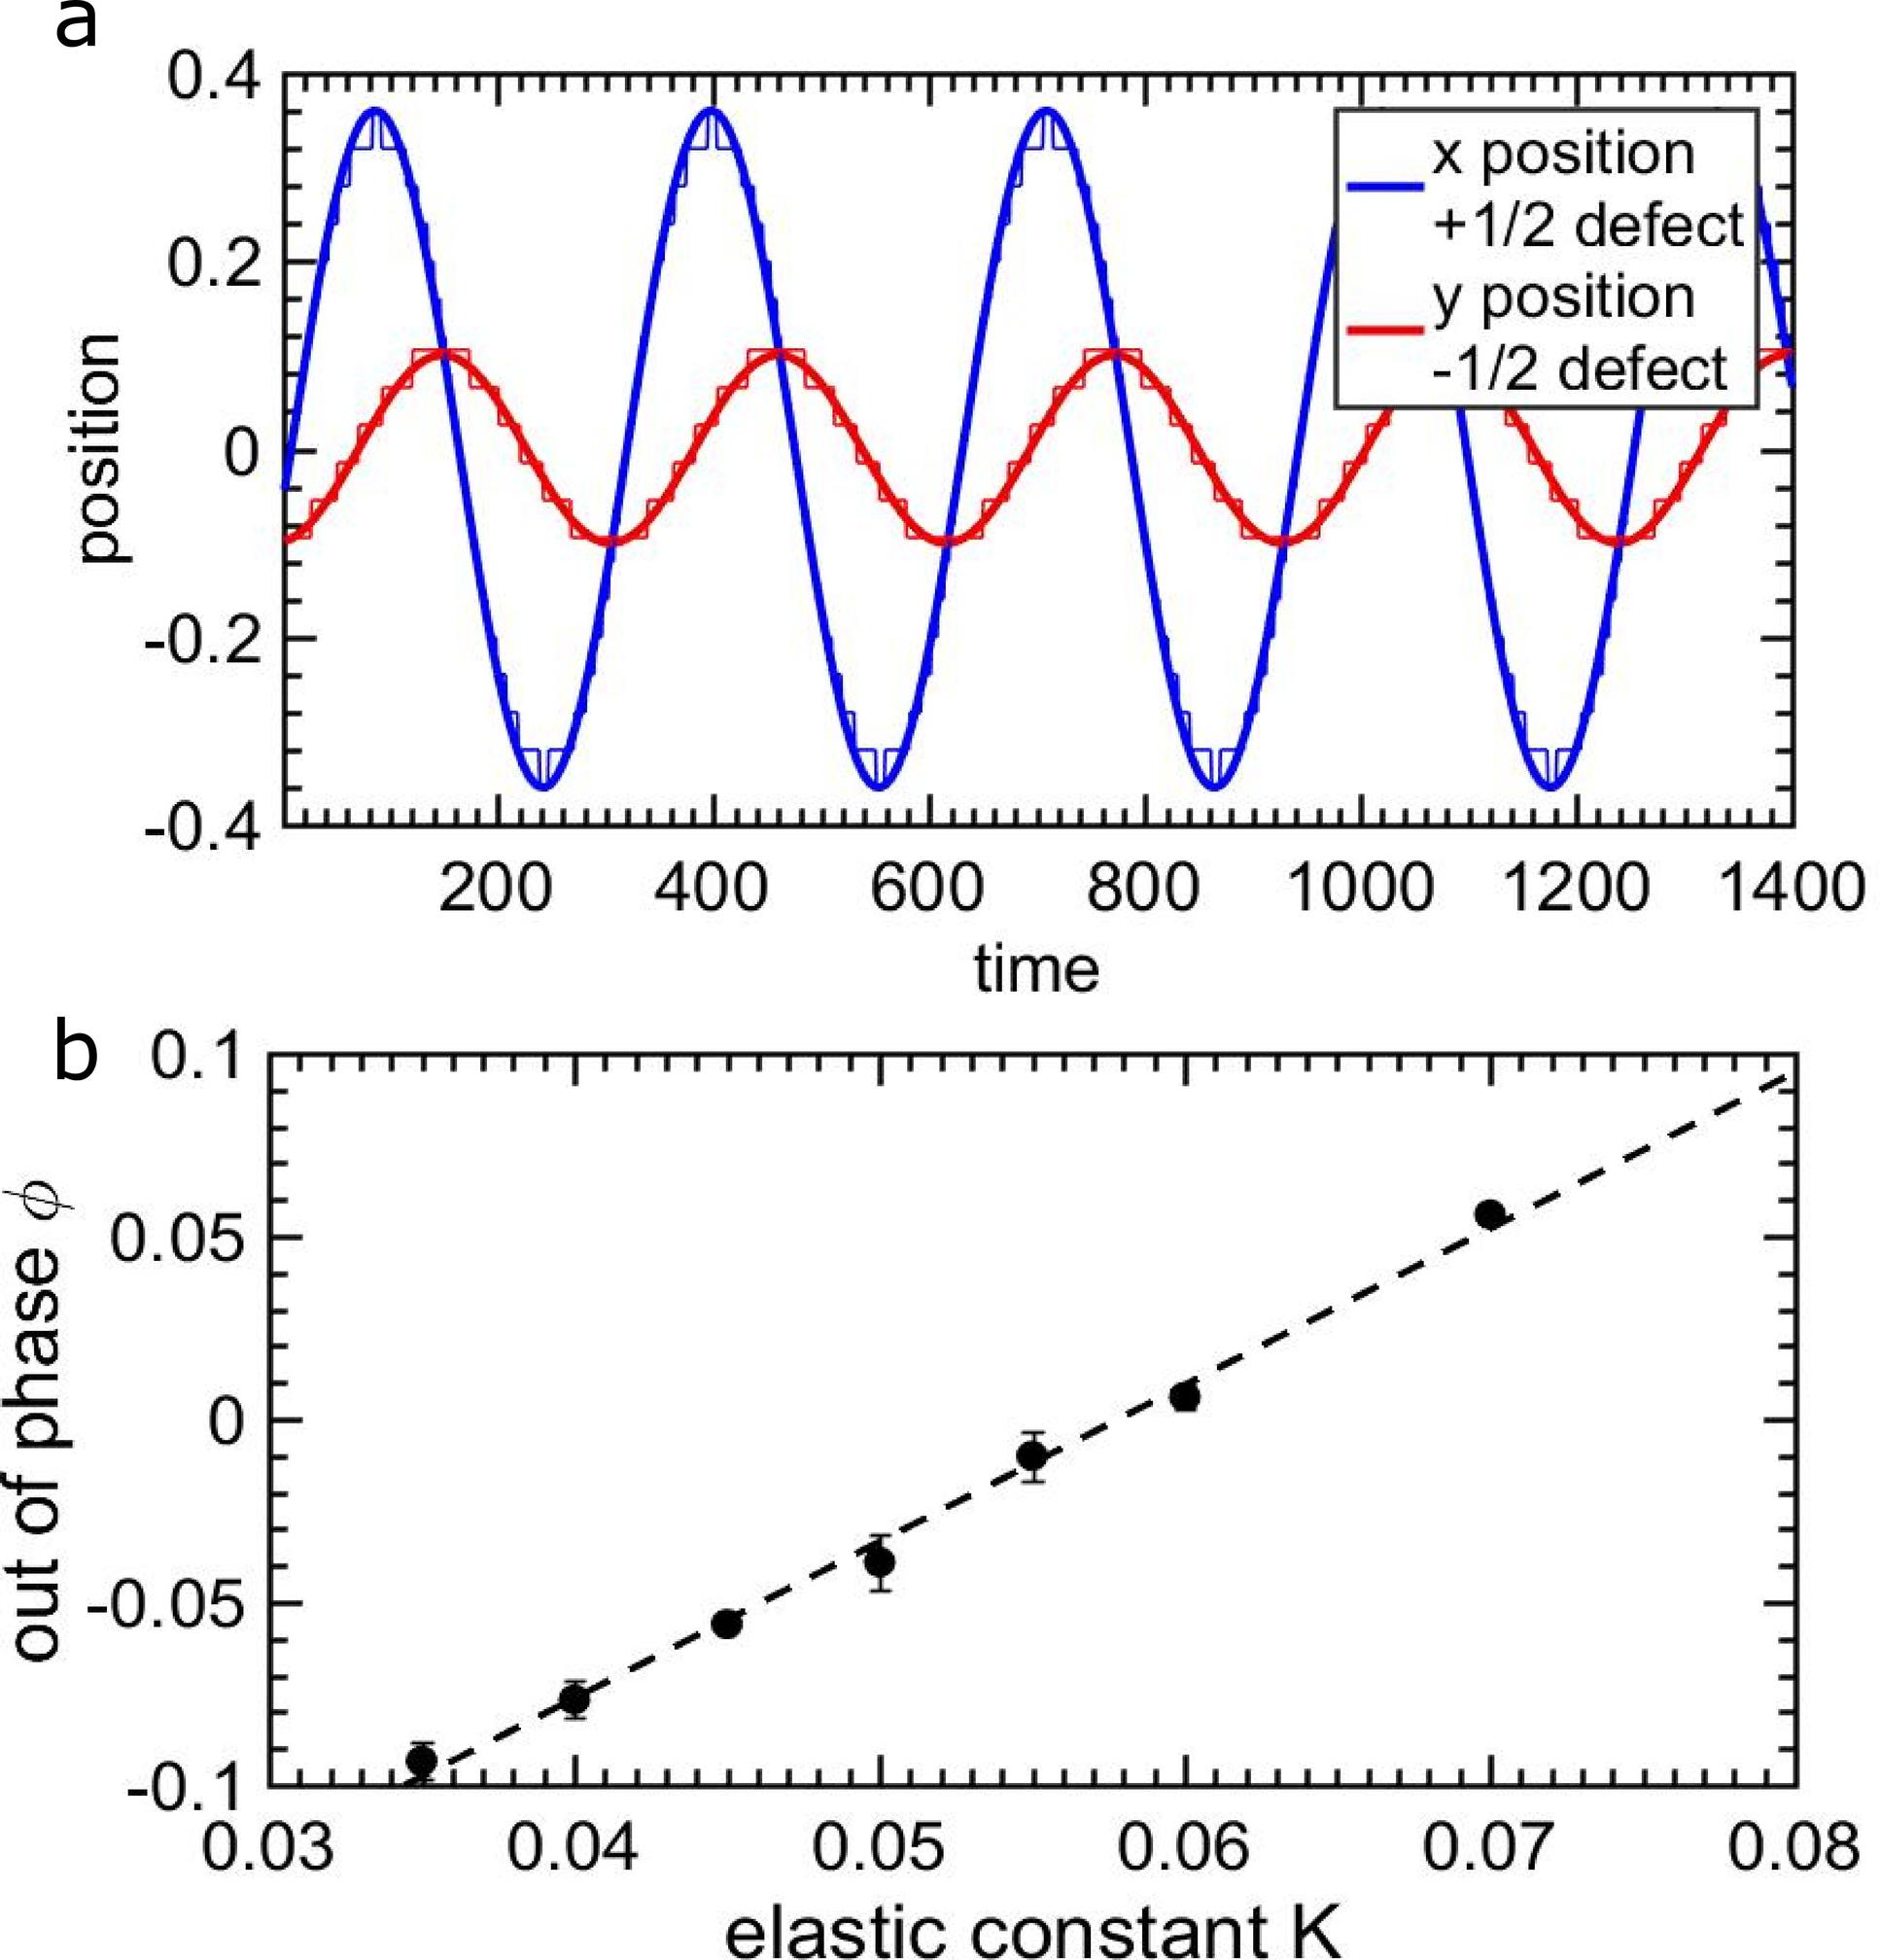 a
0.4
0.2
0
-0.2
-0.4
position
x position
+1/2 defect
y position
-1/2 defect
200 400 600 800 1000 1200 1400
time
b
0.1
0.05
0
-0.05
-0.1
out of phase ϕ
0.03 0.04 0.05 0.06 0.07 0.08
elastic constant K